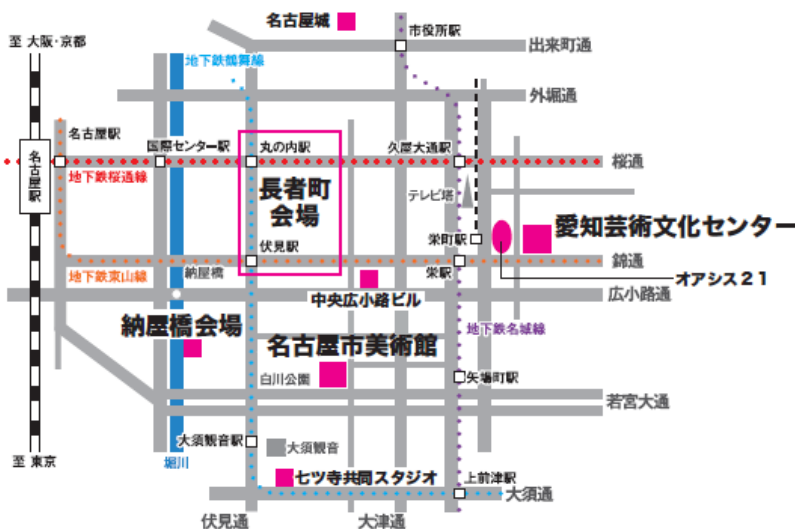 名古屋城
市役所駅
出来町通
至 大阪・京都
地下鉄鶴舞線
外堀通
名古屋駅
国際センター駅
丸の内駅
久屋大通駅
桜通
名古屋駅
地下鉄桜通線
長者町
会場
テレビ塔
愛知芸術文化センター
栄町駅
伏見駅
地下鉄東山線
納屋橋
栄駅
錦通
オアシス21
中央広小路ビル
広小路通
納屋橋会場
名古屋市美術館
地下鉄名城線
白川公園
矢場町駅
若宮大通
大須観音駅
大須観音
至 東京
堀川
七ツ寺共同スタジオ
上前津駅
大須通
伏見通
大津通